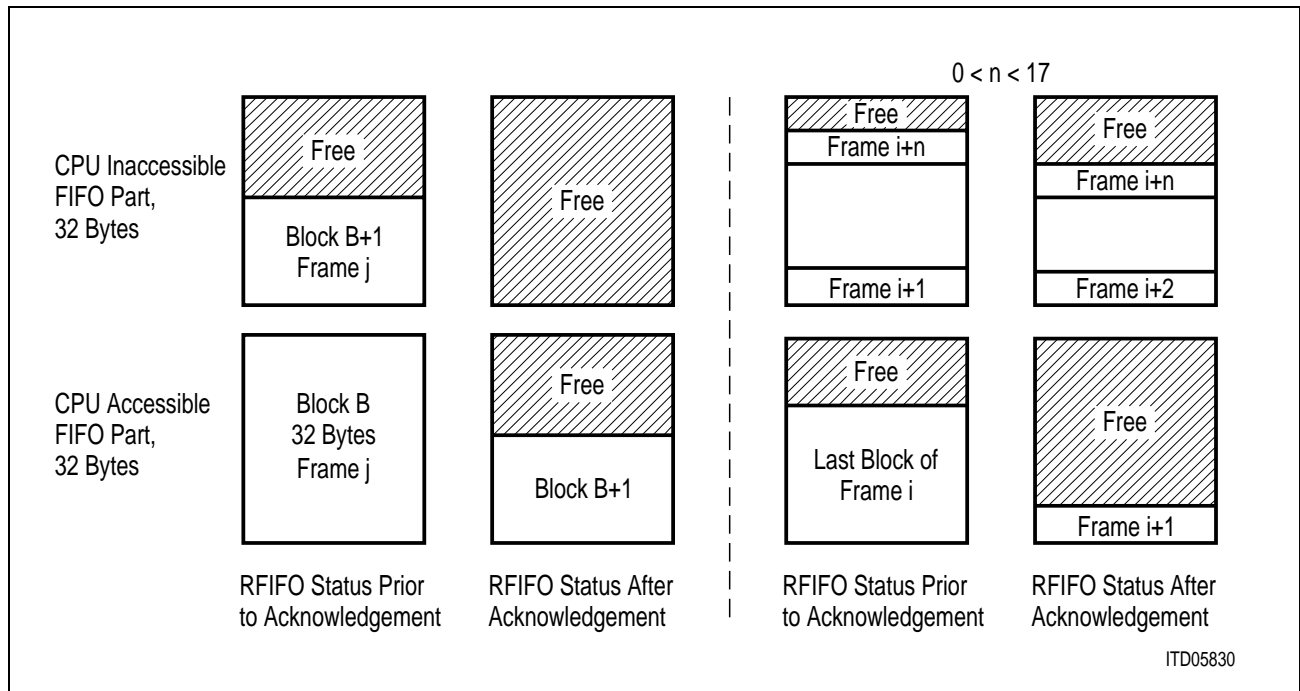 0 < n < 17
CPU Inaccessible
FIFO Part,
32 Bytes
Free
Block B+1
Frame j
Free
Free
Frame i+n
Frame i+1
Free
Frame i+n
Frame i+2
CPU Accessible
FIFO Part,
32 Bytes
Block B
32 Bytes
Frame j
Free
Block B+1
Free
Last Block of
Frame i
Free
Frame i+1
RFIFO Status Prior
to Acknowledgement
RFIFO Status After
Acknowledgement
RFIFO Status Prior
to Acknowledgement
RFIFO Status After
Acknowledgement
ITD05830